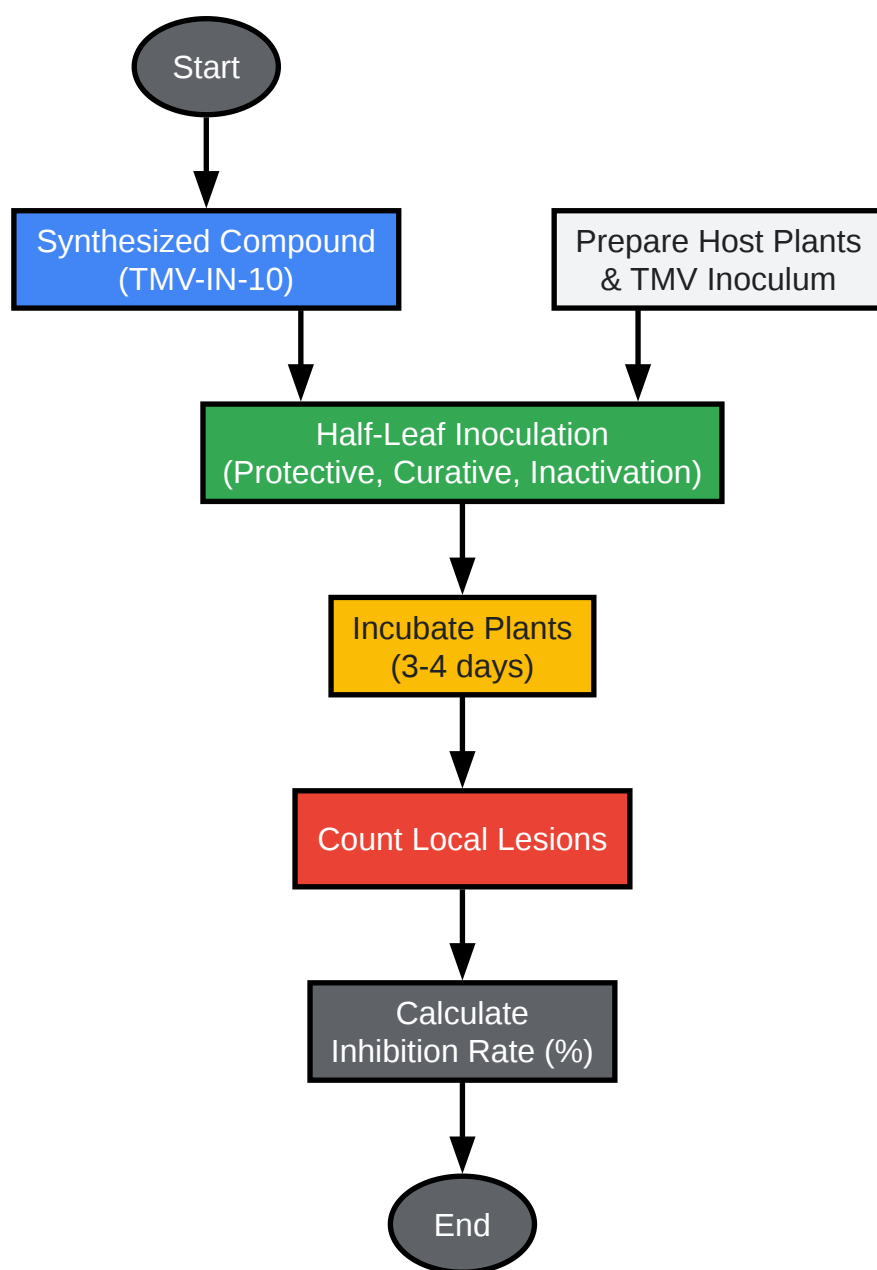 Start
Synthesized Compound
(TMV-IN-10)
Prepare Host Plants
& TMV Inoculum
Half-Leaf Inoculation
(Protective, Curative, Inactivation)
Incubate Plants
(3-4 days)
Count Local Lesions
Calculate
Inhibition Rate (%)
End